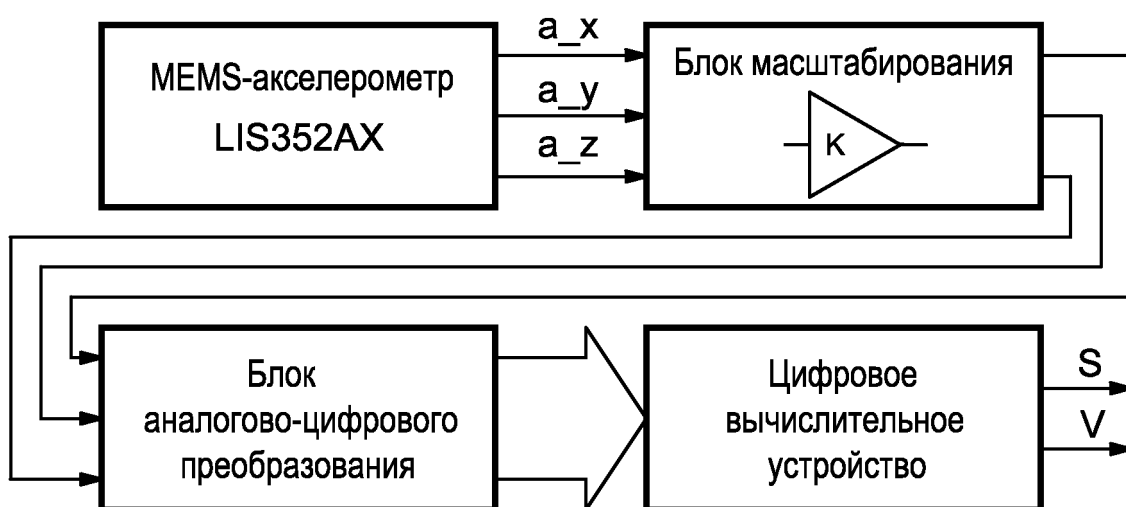 MEMS-акселерометр
LIS352AX
a_x
a_y
a_z
Блок масштабирования
K
Блок
аналогово-цифрового
преобразования
Цифровое
вычислительное
устройство
S
V